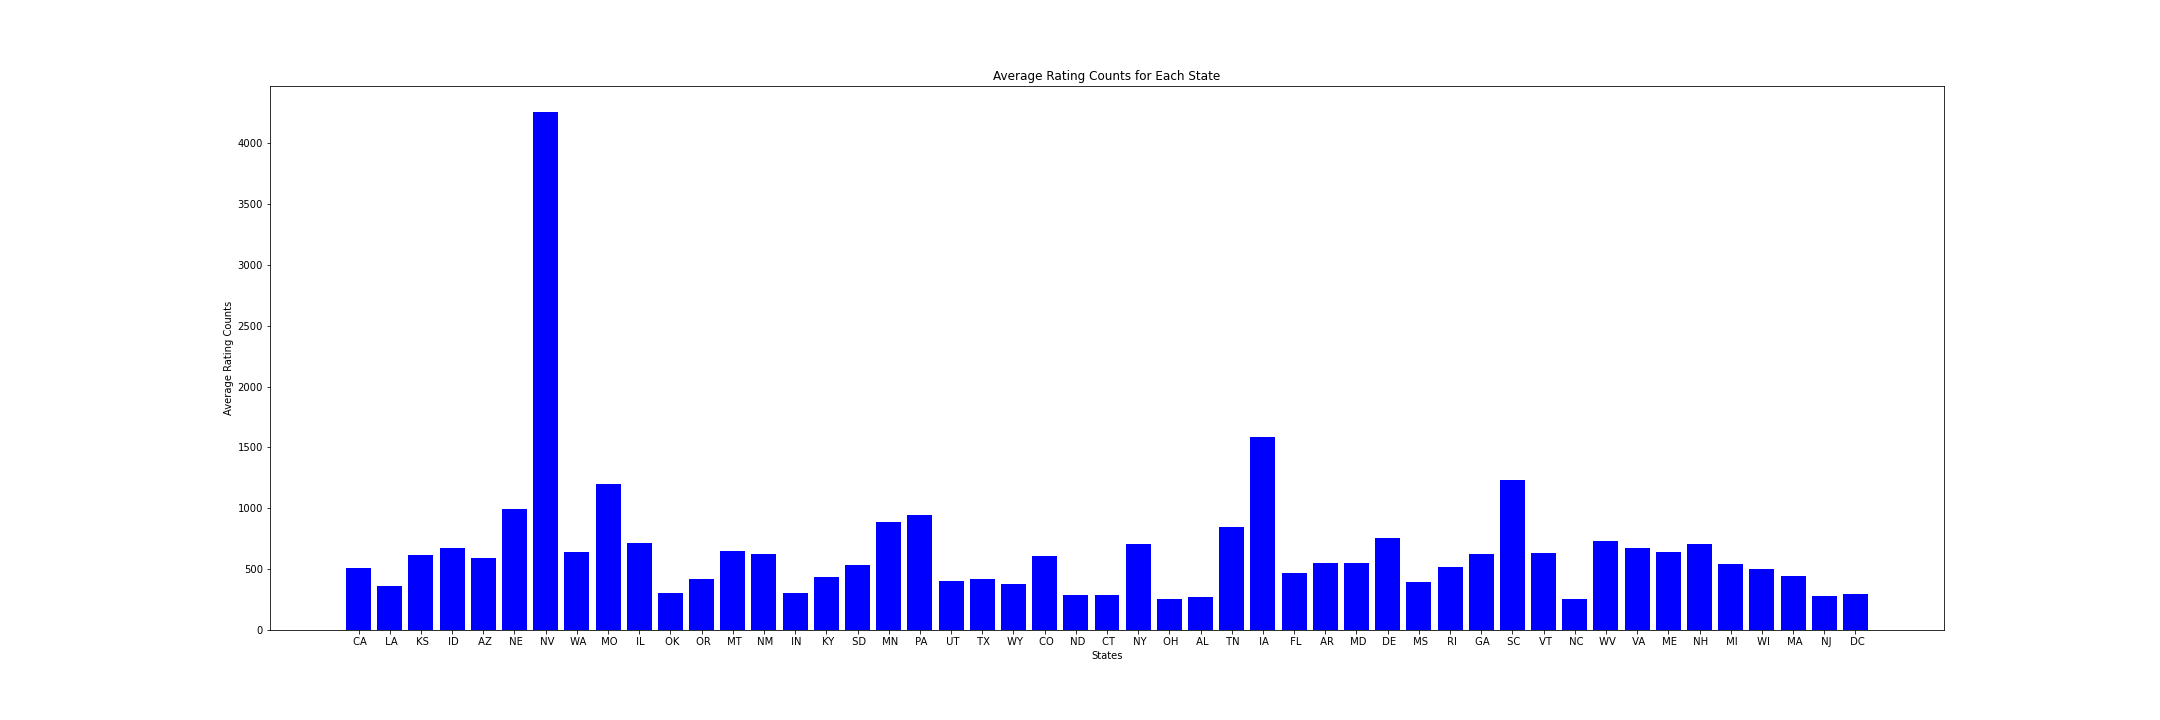 Average Rating Counts for Each State
4000
3500
3000
2500
2000
1500
1000
500
0
Average Rating Counts
CA LA KS ID AZ NE NV WA MO IL OK OR MT NM IN KY SD MN PA UT TX WY CO ND CT NY OH AL TN IA FL AR MD DE MS RI GA SC VT NC WV VA ME NH MI WI MA NJ DC
States